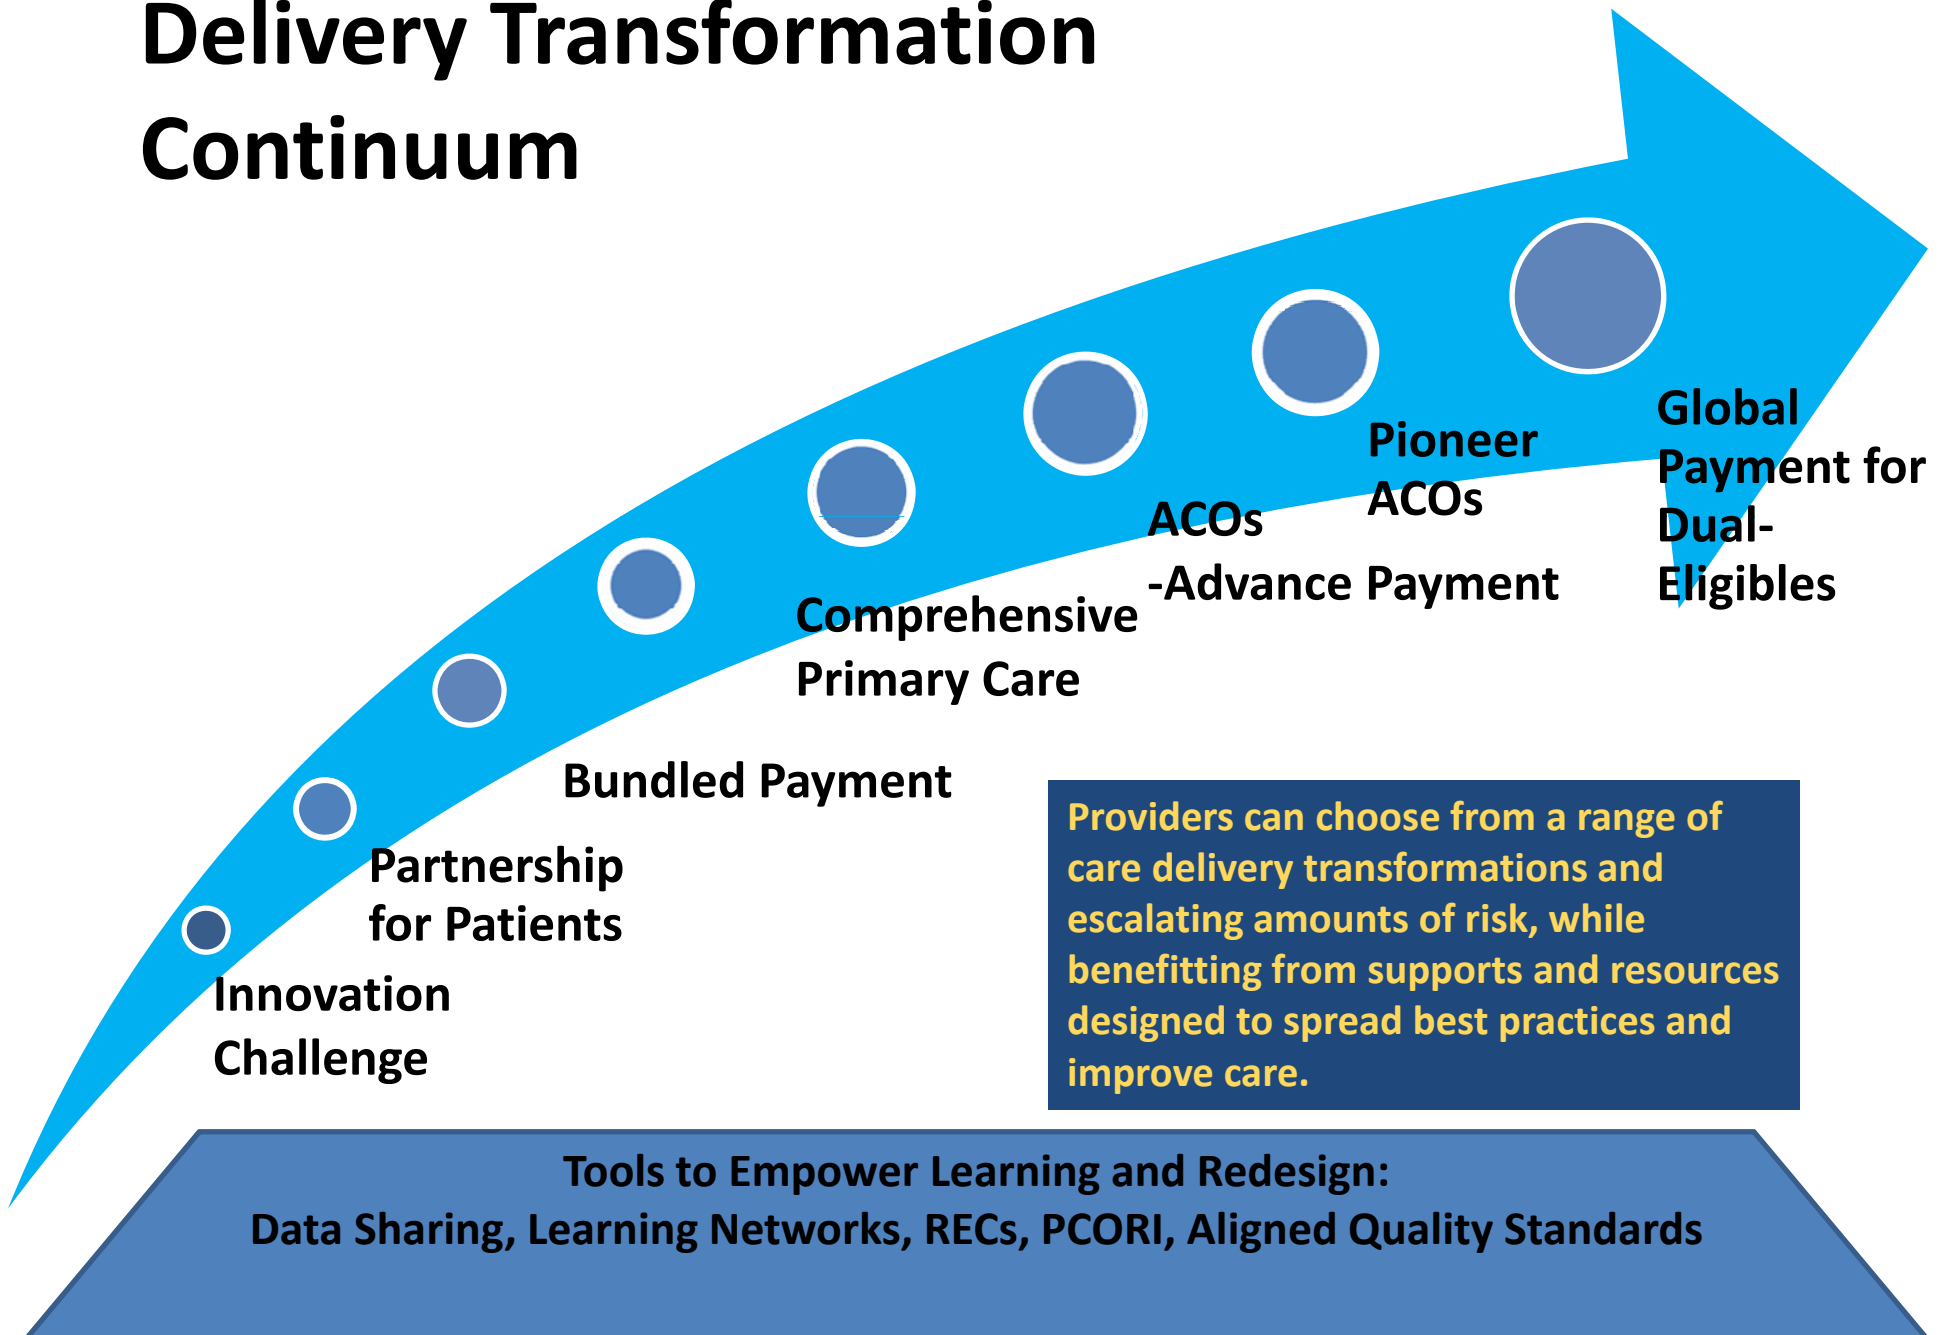 Delivery Transformation
Continuum
Global
Payment for
Dual-
Eligibles
Pioneer
ACOs
ACOs
-Advance Payment
Comprehensive
Primary Care
Bundled Payment
Partnership
for Patients
Innovation
Challenge
Providers can choose from a range of
care delivery transformations and
escalating amounts of risk, while
benefitting from supports and resources
designed to spread best practices and
improve care.
Tools to Empower Learning and Redesign:
Data Sharing, Learning Networks, RECs, PCORI, Aligned Quality Standards